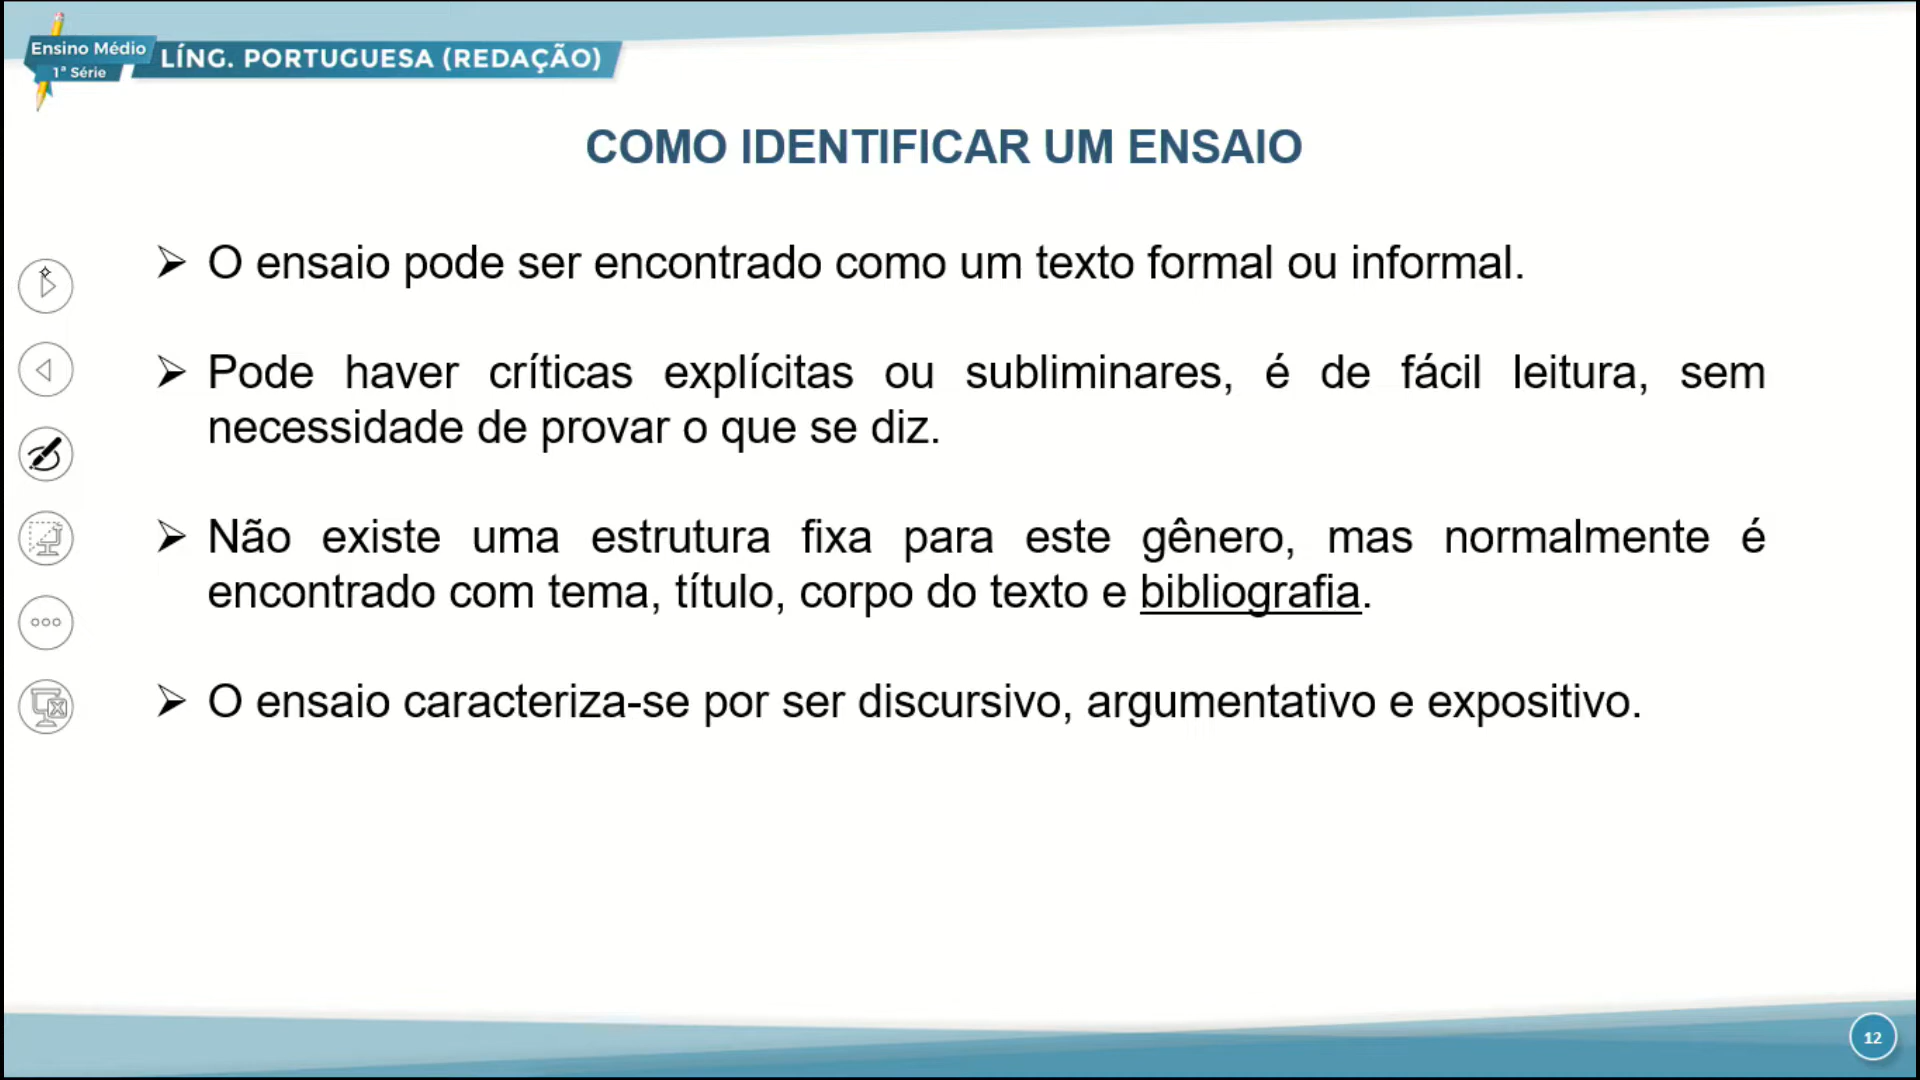 Ensino Médio
1ª Série
LÍNG. PORTUGUESA (REDAÇÃO)
COMO IDENTIFICAR UM ENSAIO
➢ O ensaio pode ser encontrado como um texto formal ou informal.
➢ Pode haver críticas explícitas ou subliminares, é de fácil leitura, sem
necessidade de provar o que se diz.
➢ Não existe uma estrutura fixa para este gênero, mas normalmente é
encontrado com tema, título, corpo do texto e bibliografia.
➢ O ensaio caracteriza-se por ser discursivo, argumentativo e expositivo.
12